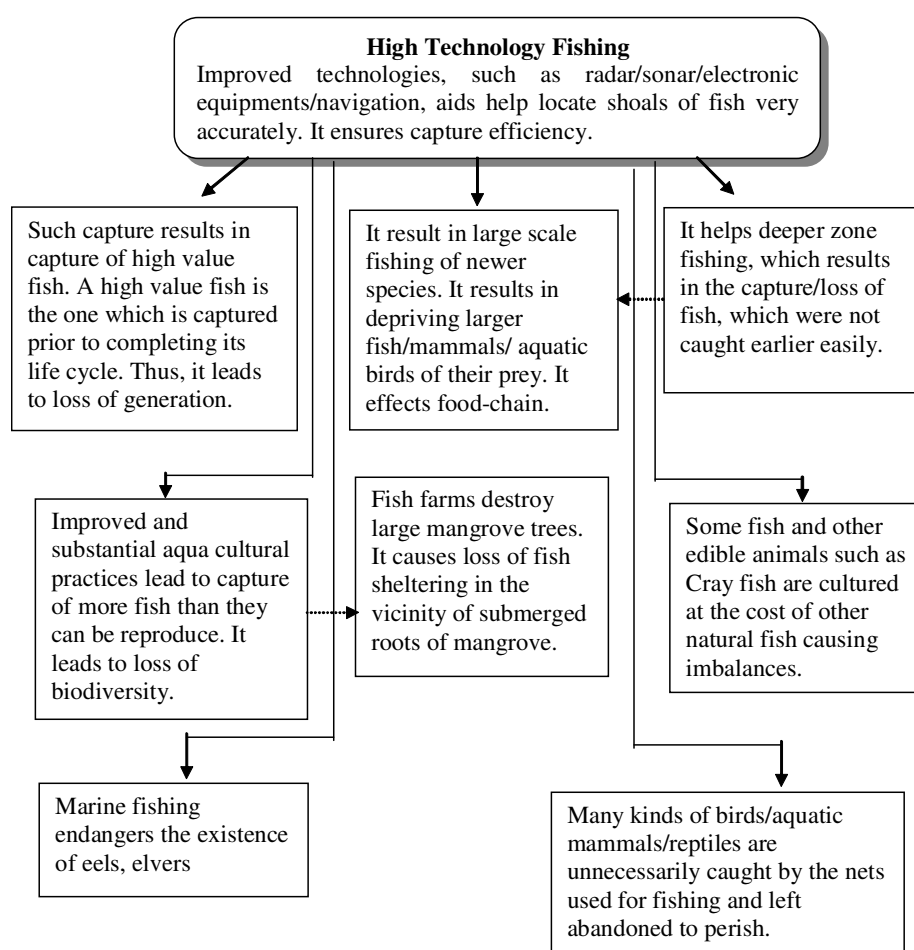 High Technology Fishing
Improved technologies, such as radar/sonar/electronic
equipments/navigation, aids help locate shoals of fish very
accurately. It ensures capture efficiency.
Such capture results in
capture of high value
fish. A high value fish is
the one which is captured
prior to completing its
life cycle. Thus, it leads
to loss of generation.
It result in large scale
fishing of newer
species. It results in
depriving larger
fish/mammals/ aquatic
birds of their prey. It
effects food-chain.
It helps deeper zone
fishing, which results
in the capture/loss of
fish, which were not
caught earlier easily.
Improved and
substantial aqua cultural
practices lead to capture
of more fish than they
can be reproduce. It
leads to loss of
biodiversity.
Fish farms destroy
large mangrove trees.
It causes loss of fish
sheltering in the
vicinity of submerged
roots of mangrove.
Some fish and other
edible animals such as
Cray fish are cultured
at the cost of other
natural fish causing
imbalances.
Marine fishing
endangers the existence
of eels, elvers
Many kinds of birds/aquatic
mammals/reptiles are
unnecessarily caught by the nets
used for fishing and left
abandoned to perish.